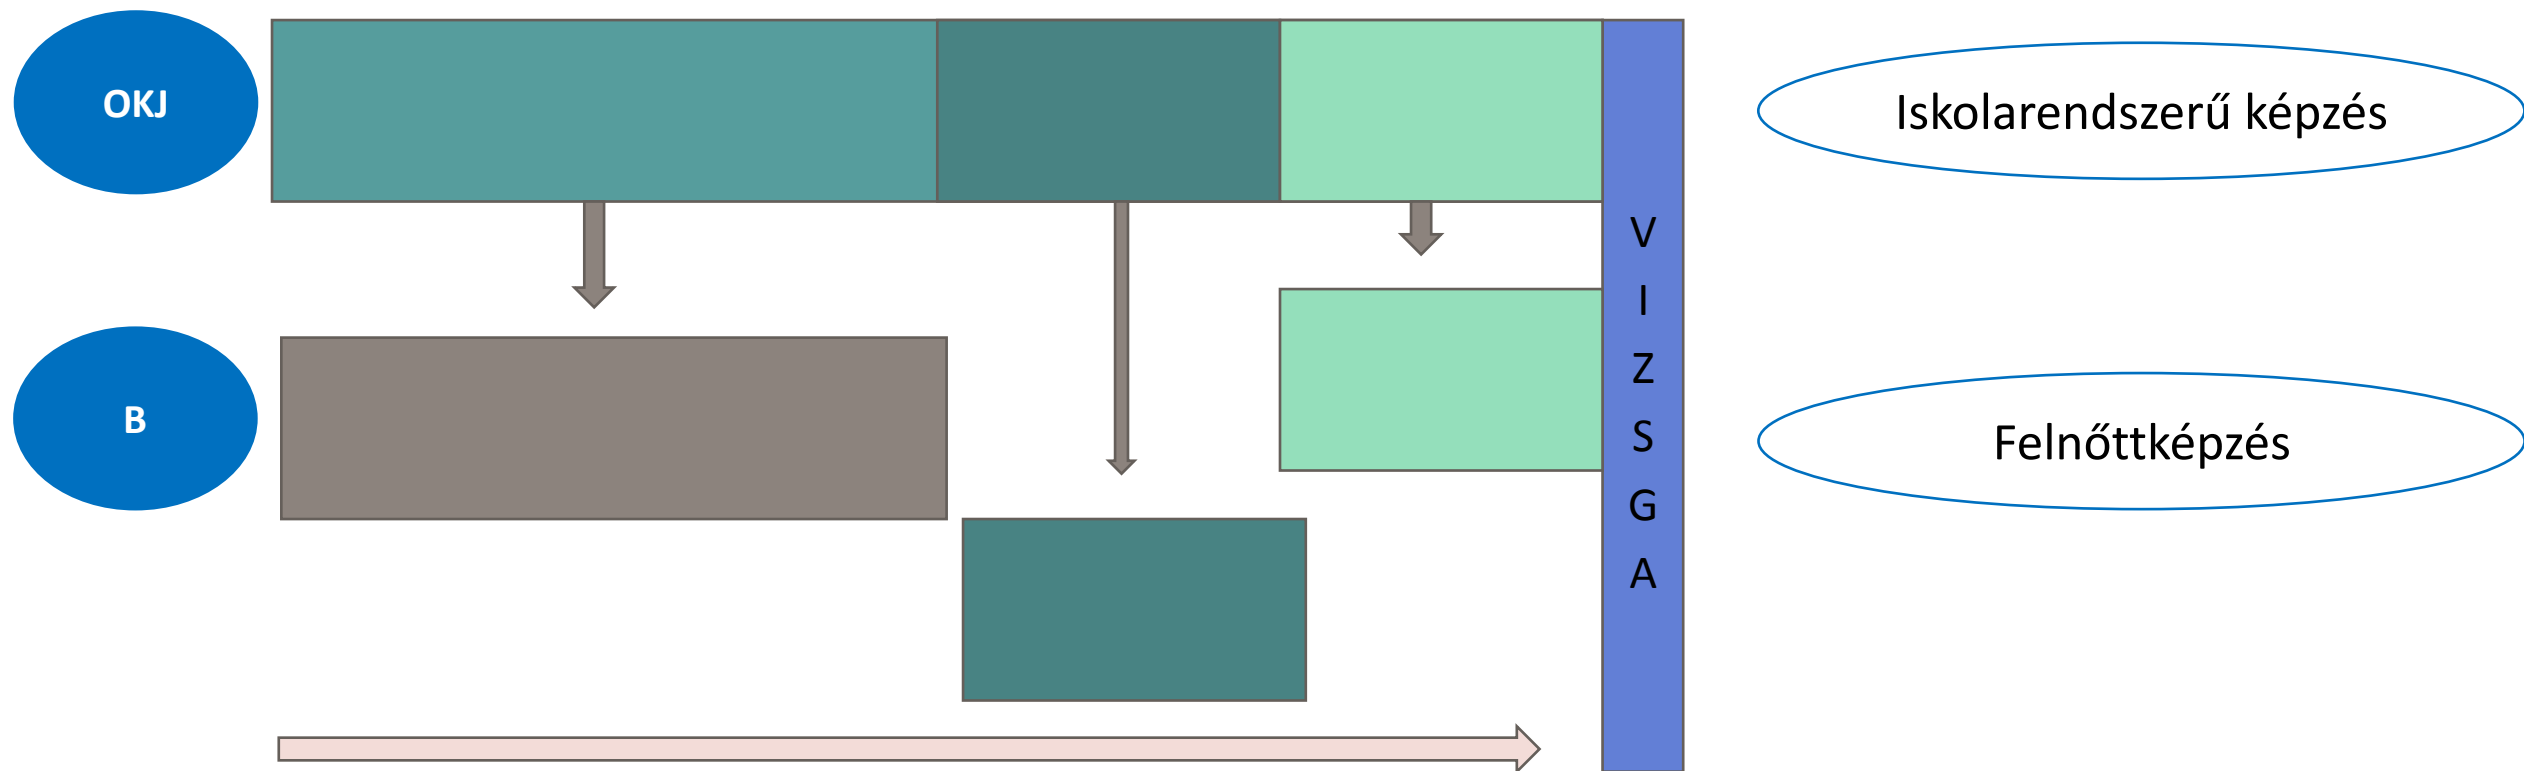 OKJ
Iskolarendszerű képzés
V
I
Z
S
G
A
B
Felnőttképzés